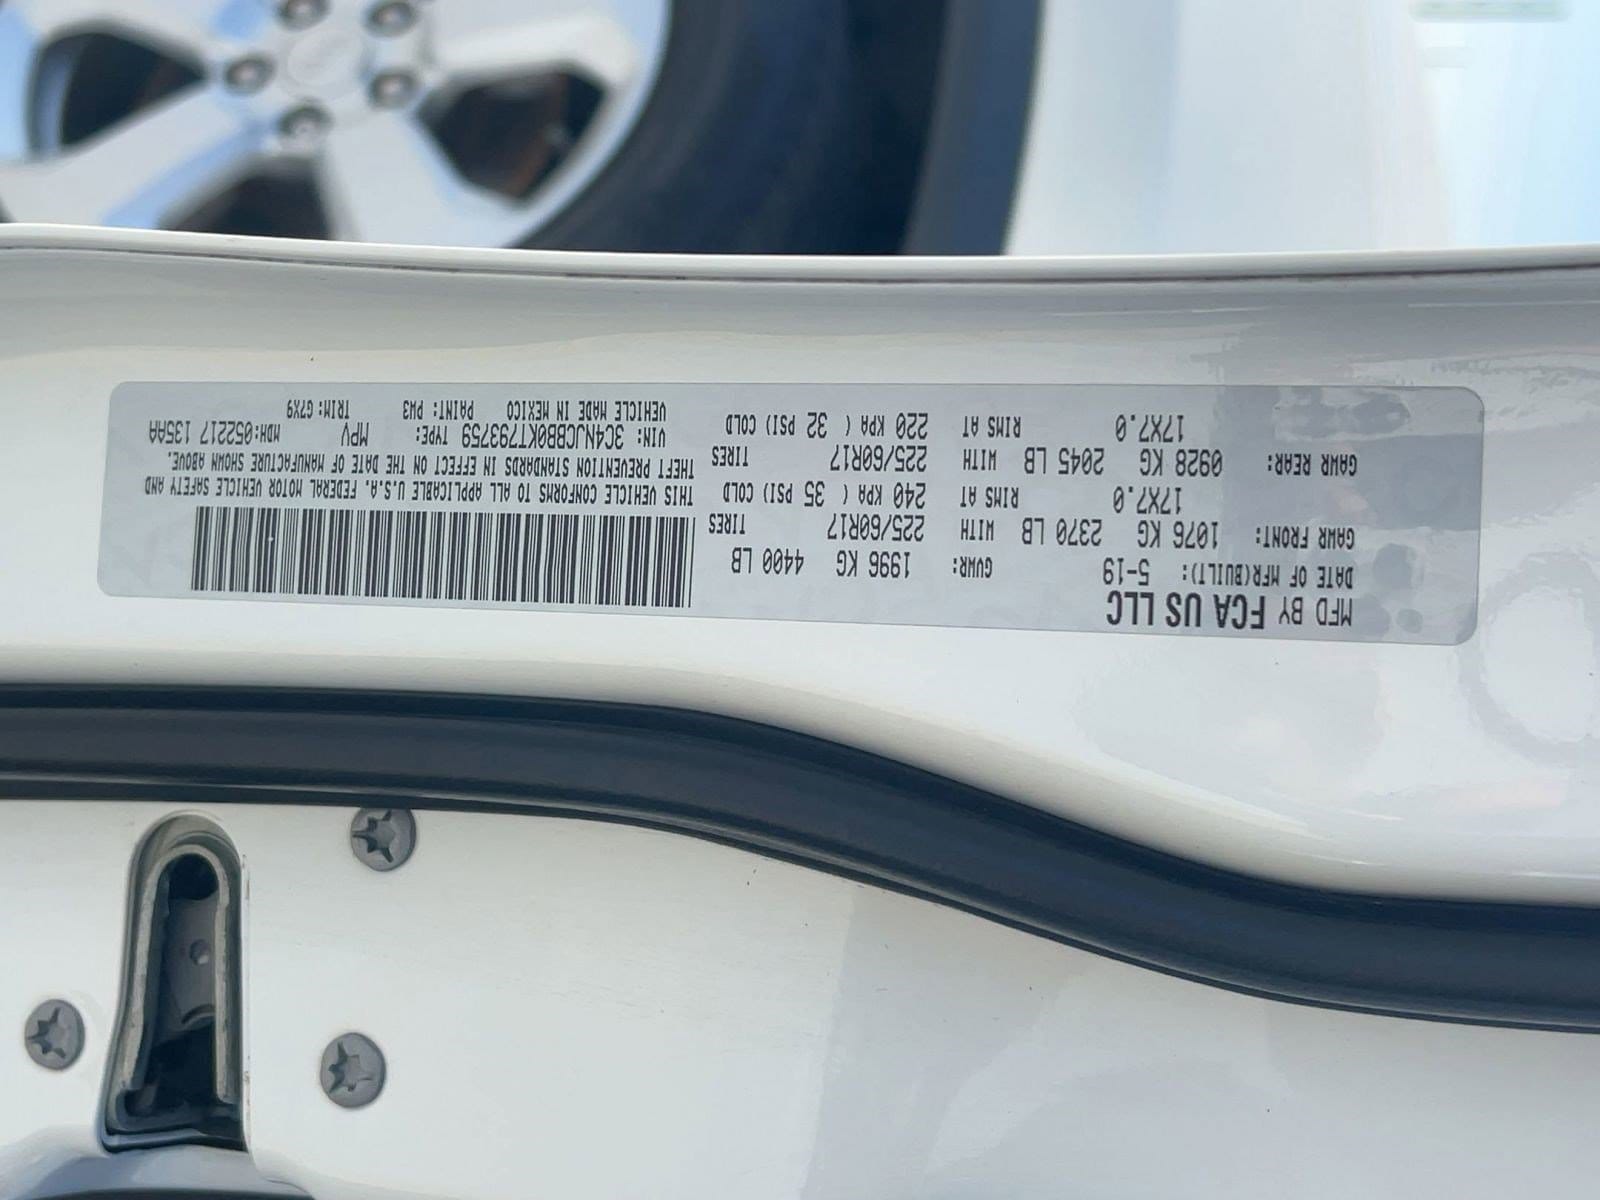 MFD BY FCA US LLC
DATE OF MFR(BUILT): 5-19 GVWR: 1996 KG 4400 LB
GAWR FRONT: 1076 KG 2370 LB WITH 225/60R17 TIRES
17X7.0 RIMS AT 240 KPA ( 35 PSI) COLD
GAWR REAR: 0928 KG 2045 LB WITH 225/60R17 TIRES
17X7.0 RIMS AT 220 KPA ( 32 PSI) COLD
THIS VEHICLE CONFORMS TO ALL APPLICABLE U.S.A. FEDERAL MOTOR VEHICLE SAFETY AND
THEFT PREVENTION STANDARDS IN EFFECT ON THE DATE OF MANUFACTURE SHOWN ABOVE.
VIN: 3C4NJCBB0KT793759 TYPE: MPV MDH:052217 135AA
VEHICLE MADE IN MEXICO PAINT: PW3 TRIM:G7X9